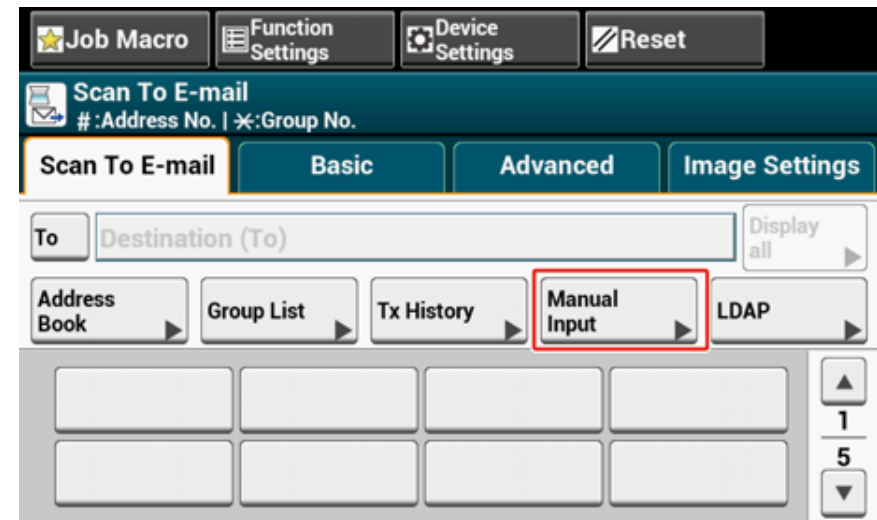 Job Macro
Function
Settings
Device
Settings
Reset
Scan To E-mail
#:Address No. | ⚹:Group No.
Scan To E-mail
Basic
Advanced
Image Settings
To
Destination (To)
Display
all
Address
Book
Group List
Tx History
Manual
Input
LDAP
1
5